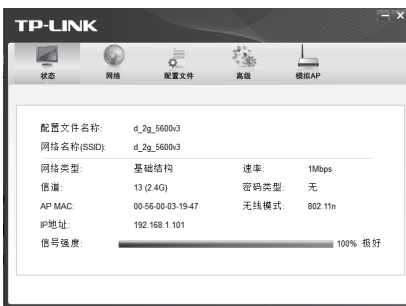 TP-LINK
状态 网络 配置文件 高级 模拟AP
配置文件名称: d_2g_5600v3
网络名称(SSID): d_2g_5600v3
网络类型: 基础结构 速率: 1Mbps
信道: 13 (2.4G) 密码类型: 无
AP MAC: 00-56-00-03-19-47 无线模式: 802.11n
IP地址: 192.168.1.101
信号强度: 100% 极好